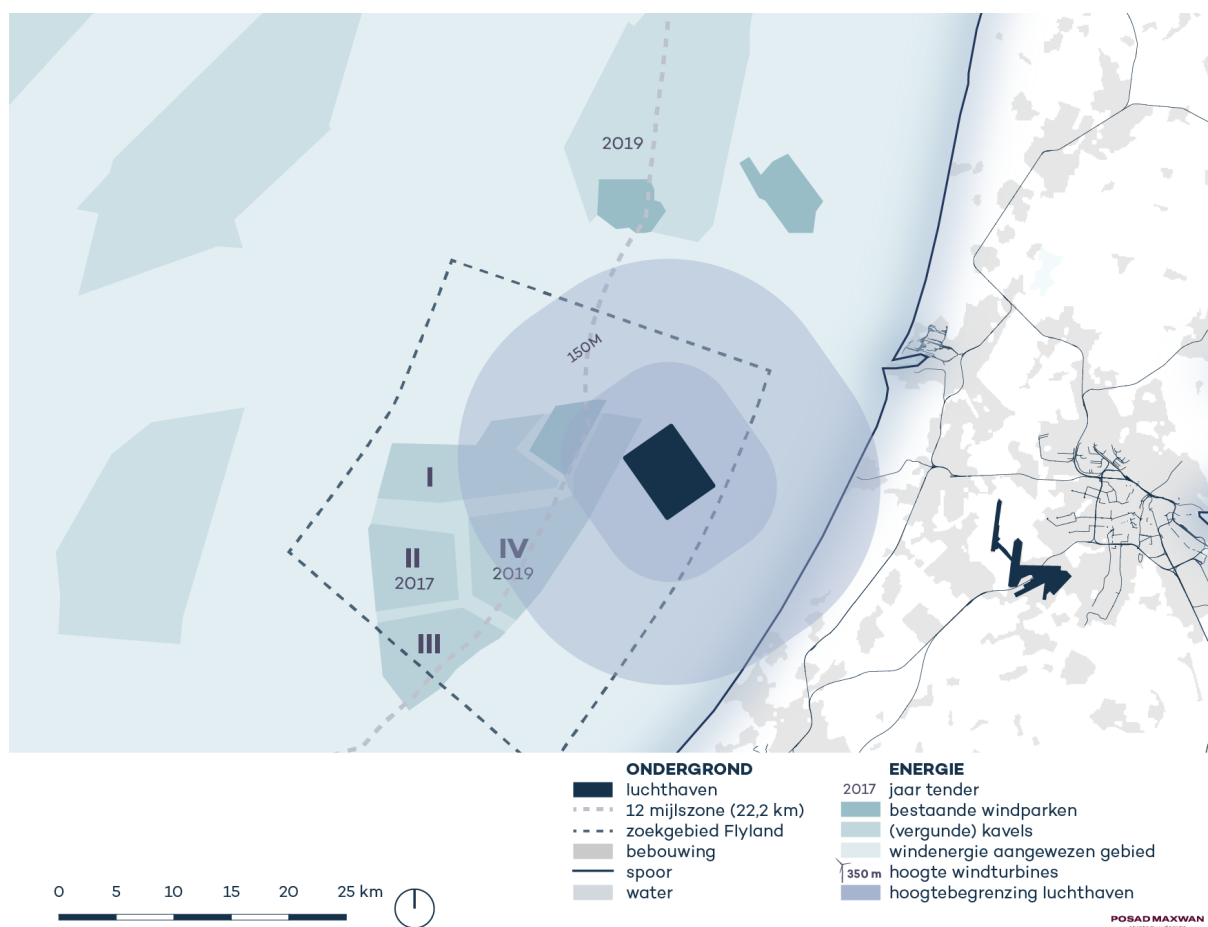 2019
150M
I
II
2017
IV
2019
III
ONDERGROND
luchthaven
12 mijlszone (22,2 km)
zoekgebied Flyland
bebouwing
spoor
water
ENERGIE
2017 jaar tender
bestaande windparken
(vergunde) kavels
windenergie aangewezen gebied
350 m hoogte windturbines
hoogtebegrenzing luchthaven
0 5 10 15 20 25 km
POSAD MAXWAN